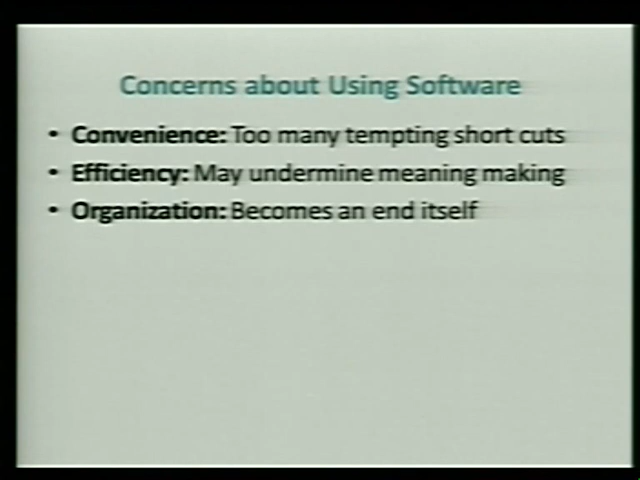 Concerns about Using Software
• Convenience: Too many tempting short cuts
• Efficiency: May undermine meaning making
• Organization: Becomes an end itself